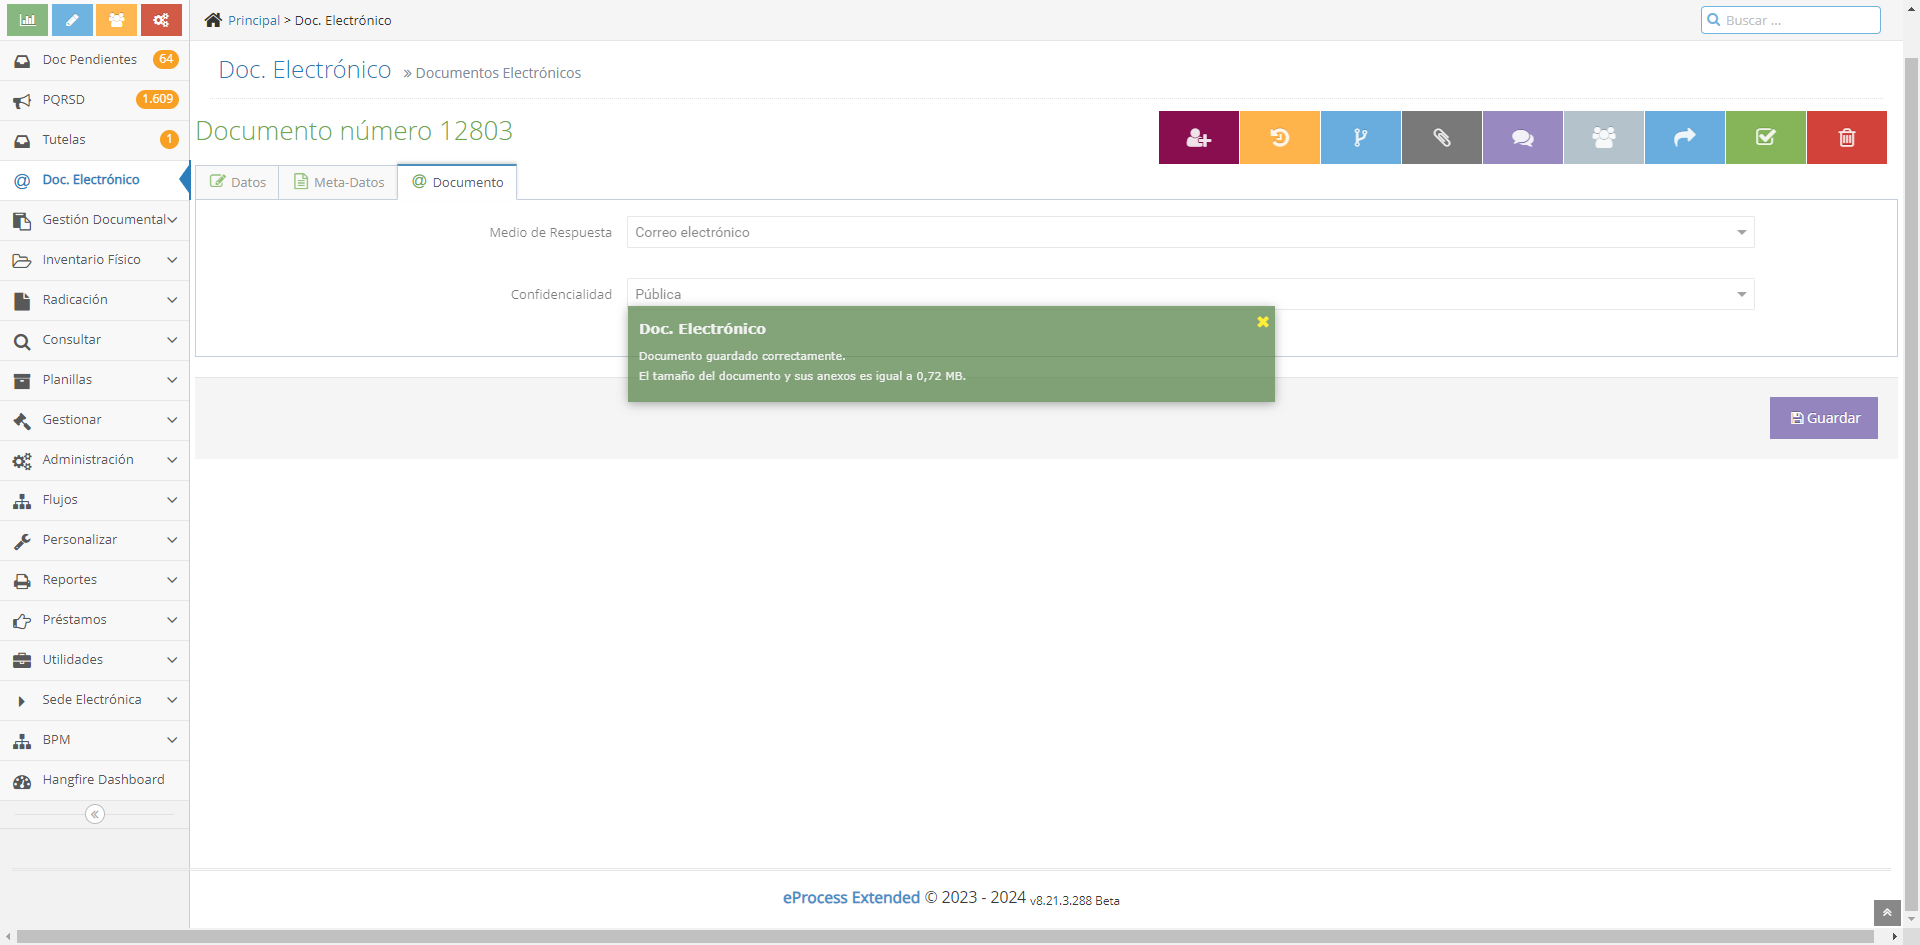 Principal > Doc. Electrónico
Buscar ...
Doc Pendientes 64
PQRSD 1.609
Tutelas 1
Doc. Electrónico
Gestión Documental
Inventario Físico
Radicación
Consultar
Planillas
Gestionar
Administración
Flujos
Personalizar
Reportes
Préstamos
Utilidades
Sede Electrónica
BPM
Hangfire Dashboard
Doc. Electrónico » Documentos Electrónicos
Documento número 12803
Datos
Meta-Datos
@ Documento
Medio de Respuesta
Correo electrónico
Confidencialidad
Pública
Doc. Electrónico
Documento guardado correctamente.
El tamaño del documento y sus anexos es igual a 0,72 MB.
Guardar
eProcess Extended © 2023 - 2024 v8.21.3.288 Beta